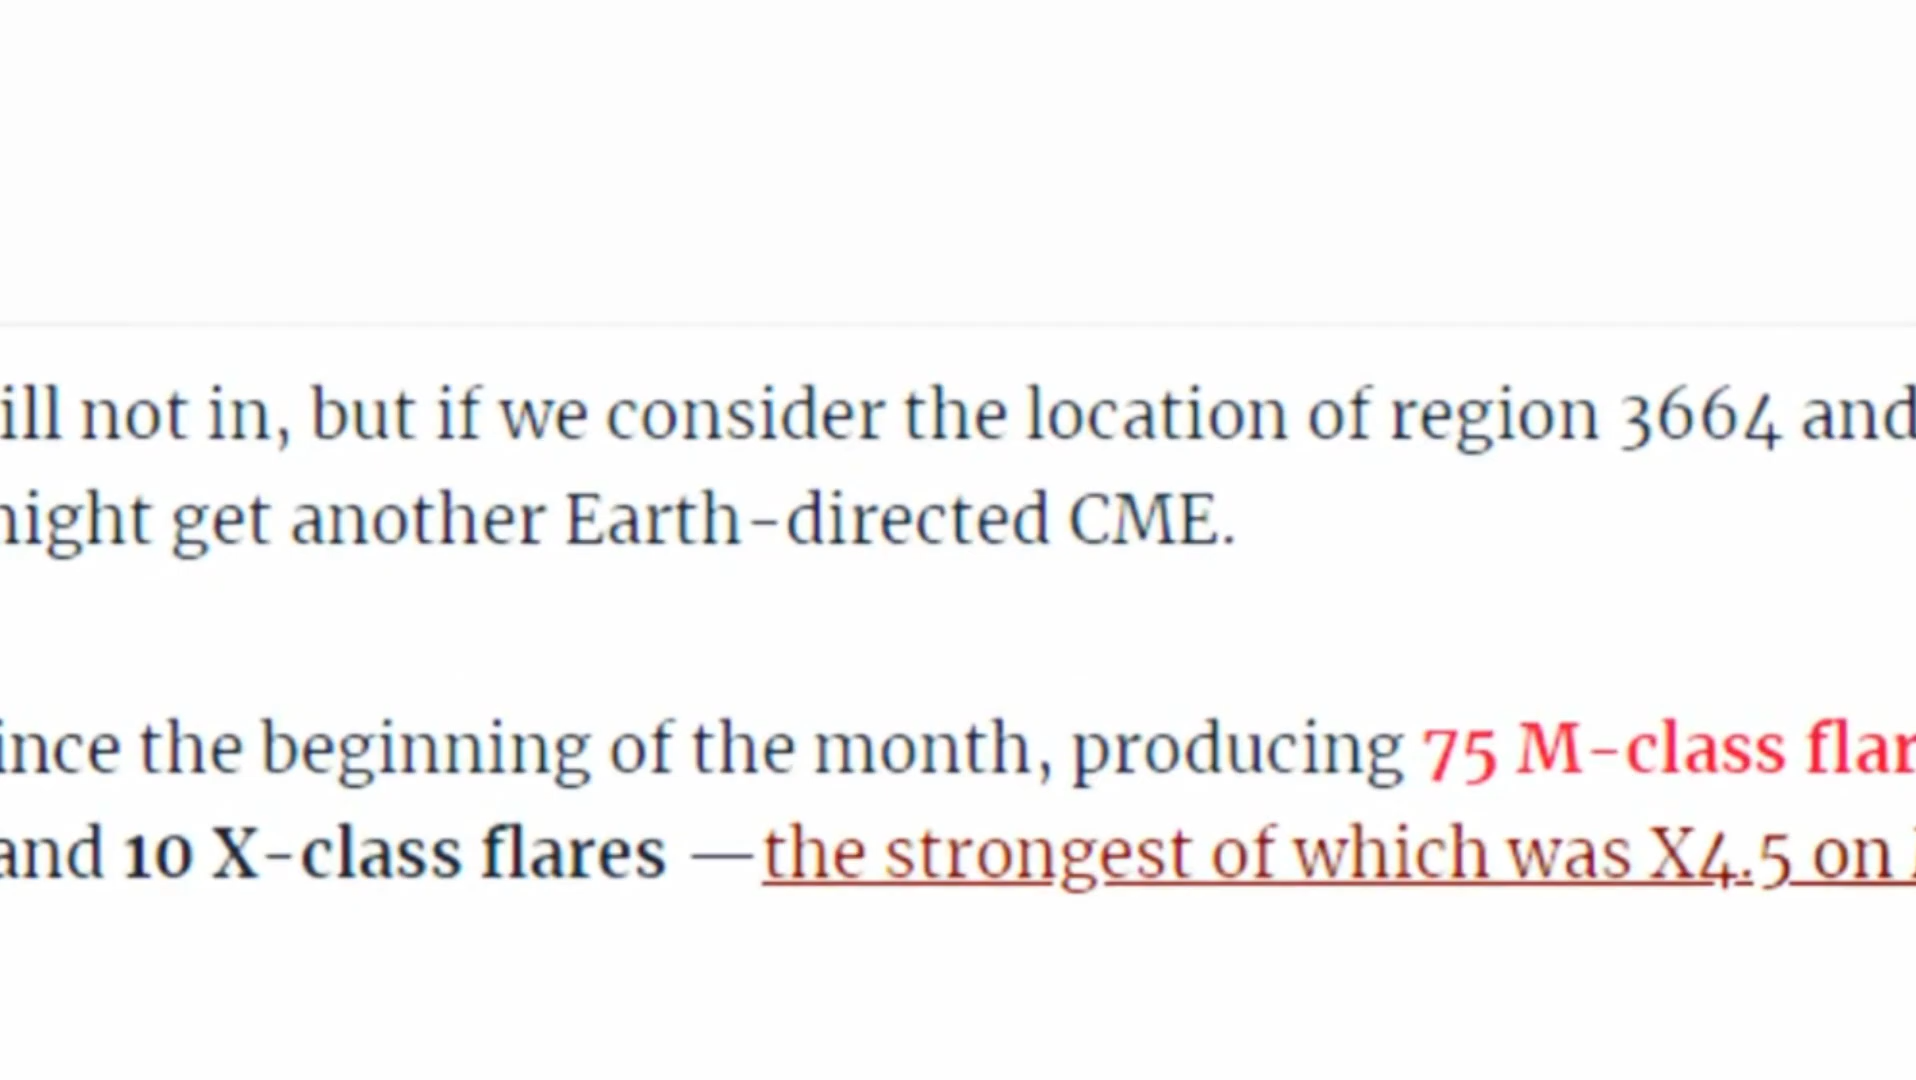 ill not in, but if we consider the location of region 3664 and
night get another Earth-directed CME.
ince the beginning of the month, producing 75 M-class flar
and 10 X-class flares —the strongest of which was X4.5 on